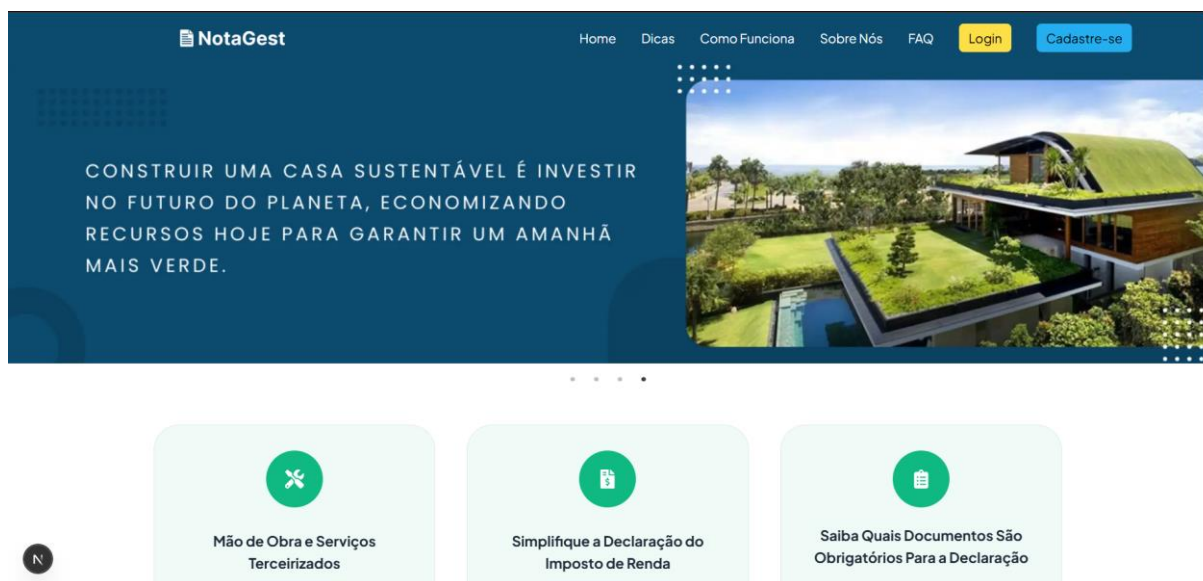 NotaGest
Home Dicas Como Funciona Sobre Nós FAQ Login Cadastre-se
CONSTRUIR UMA CASA SUSTENTÁVEL É INVESTIR
NO FUTURO DO PLANETA, ECONOMIZANDO
RECURSOS HOJE PARA GARANTIR UM AMANHÃ
MAIS VERDE.
Mão de Obra e Serviços
Terceirizados
Simplifique a Declaração do
Imposto de Renda
Saiba Quais Documentos São
Obrigatórios Para a Declaração
N